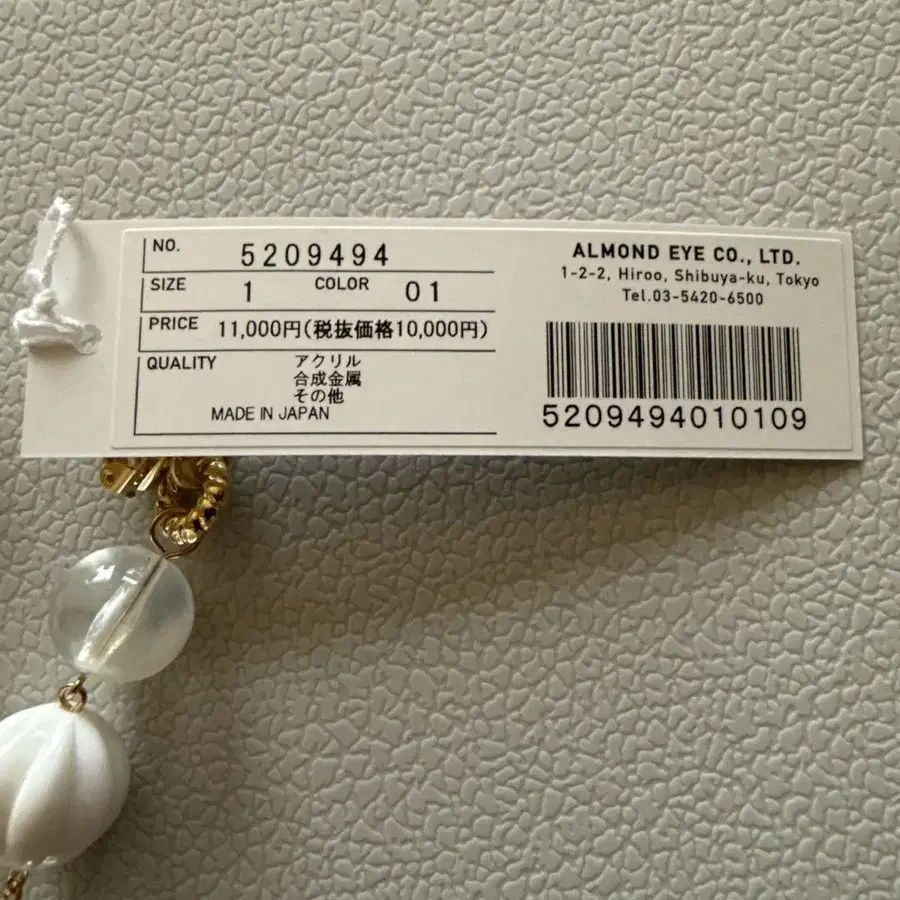 NO. 5209494
SIZE 1 COLOR 01
PRICE 11,000円(税抜価格10,000円)
QUALITY アクリル
合成金属
その他
MADE IN JAPAN
ALMOND EYE CO., LTD.
1-2-2, Hiroo, Shibuya-ku, Tokyo
Tel.03-5420-6500
5209494010109